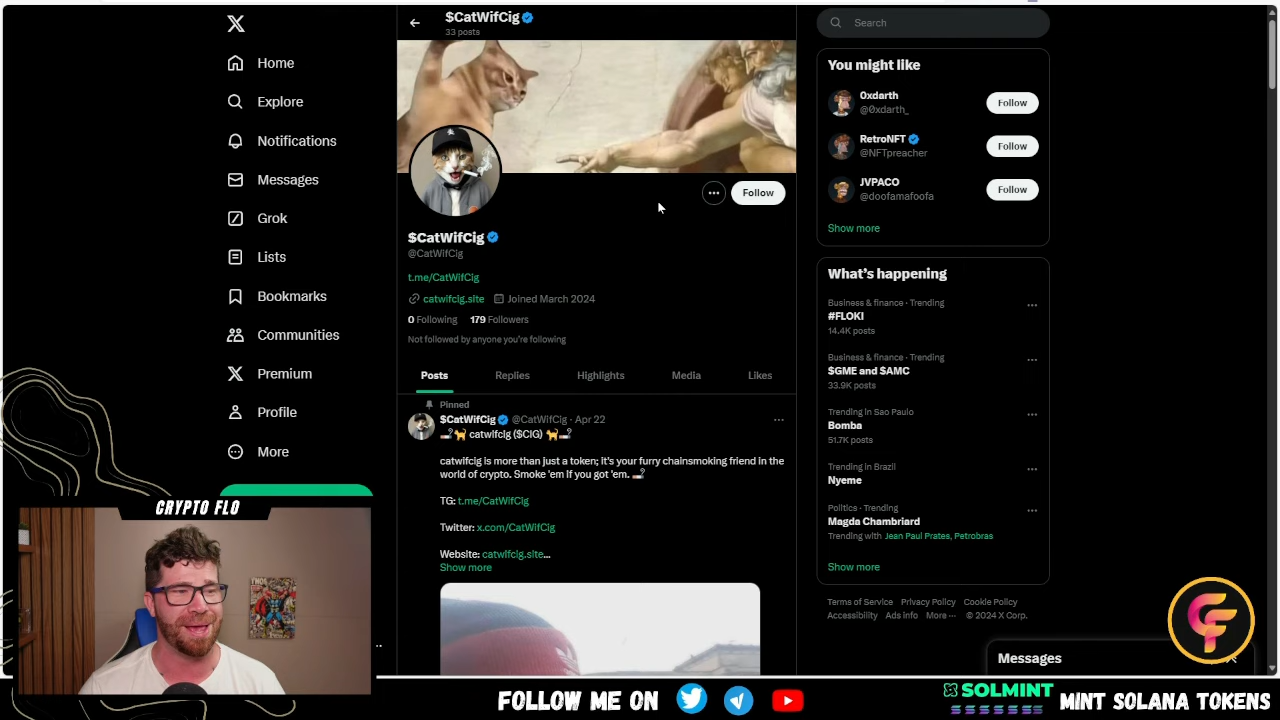 $CatWifCig
33 posts
Home
Explore
Notifications
Messages
Grok
Lists
Bookmarks
Communities
Premium
Profile
More
Follow
$CatWifCig
@CatWifCig
t.me/CatWifCig
catwifcig.site Joined March 2024
0 Following 179 Followers
Not followed by anyone you're following
Posts Replies Highlights Media Likes
Pinned
$CatWifCig @CatWifCig · Apr 22
🚬🐈 catwifcig ($CIG) 🐈🚬
catwifcig is more than just a token; it's your furry chainsmoking friend in the
world of crypto. Smoke 'em if you got 'em. 🚬
TG: t.me/CatWifCig
Twitter: x.com/CatWifCig
Website: catwifcig.site...
Show more
Search
You might like
0xdarth
@0xdarth_
Follow
RetroNFT
@NFTpreacher
Follow
JVPACO
@doofamafoofa
Follow
Show more
What's happening
Business & finance · Trending
#FLOKI
14.4K posts
Business & finance · Trending
$GME and $AMC
33.9K posts
Trending in Sao Paulo
Bomba
51.7K posts
Trending in Brazil
Nyeme
Politics · Trending
Magda Chambriard
Trending with Jean Paul Prates, Petrobras
Show more
Terms of Service Privacy Policy Cookie Policy
Accessibility Ads info More ··· © 2024 X Corp.
Messages
CRYPTO FLO
FOLLOW ME ON
SOLMINT
MINT SOLANA TOKENS